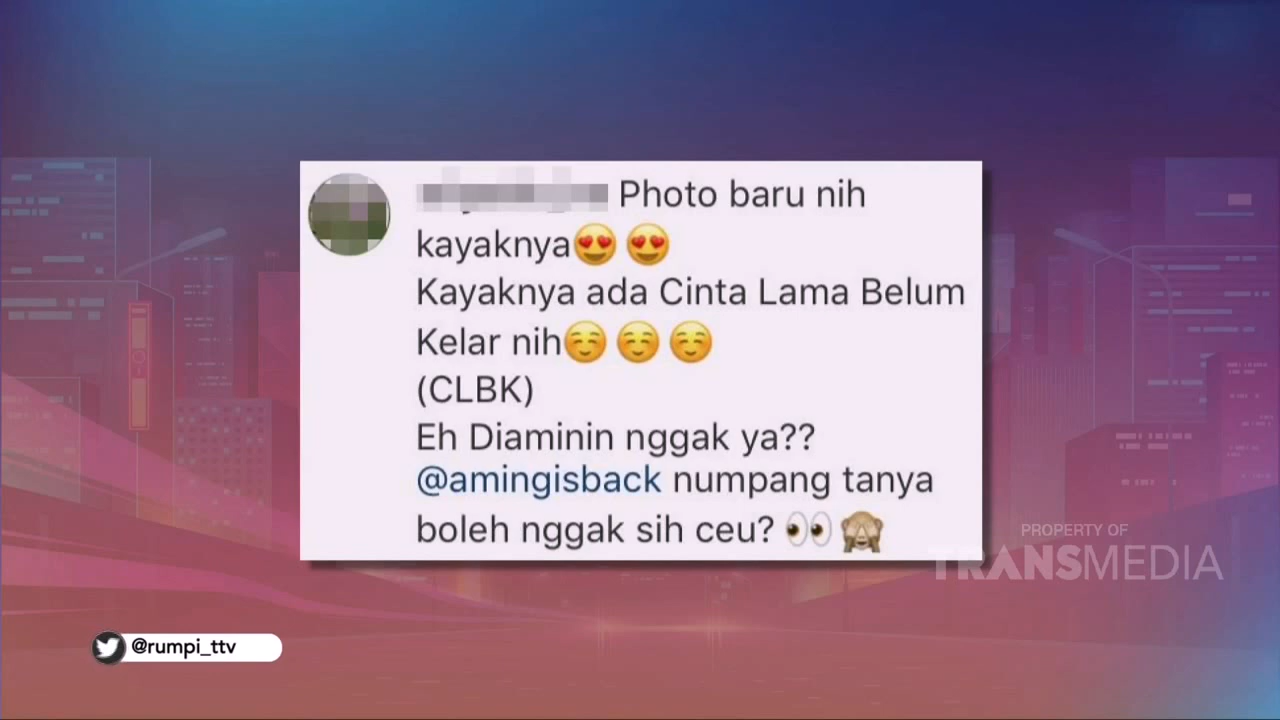 Photo baru nih
kayaknya😍😍
Kayaknya ada Cinta Lama Belum
Kelar nih☺️☺️☺️
(CLBK)
Eh Diaminin nggak ya??
@amingisback numpang tanya
boleh nggak sih ceu? 👀🙈
PROPERTY OF
TRANSMEDIA
@rumpi_ttv